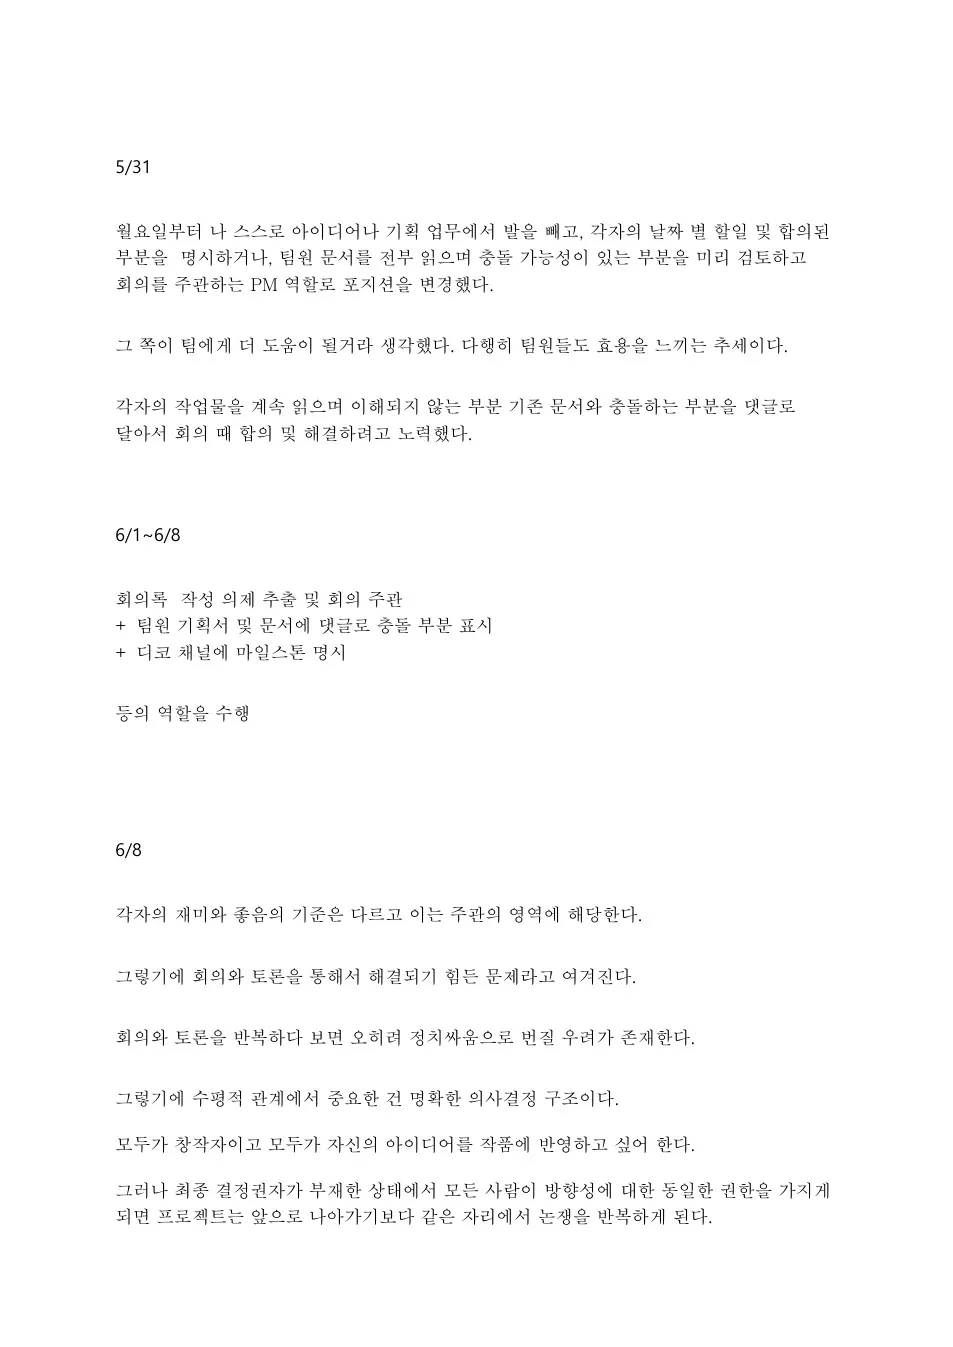 5/31
월요일부터 나 스스로 아이디어나 기획 업무에서 발을 빼고, 각자의 날짜 별 할일 및 합의된
부분을  명시하거나, 팀원 문서를 전부 읽으며 충돌 가능성이 있는 부분을 미리 검토하고
회의를 주관하는 PM 역할로 포지션을 변경했다.
그 쪽이 팀에게 더 도움이 될거라 생각했다. 다행히 팀원들도 효용을 느끼는 추세이다.
각자의 작업물을 계속 읽으며 이해되지 않는 부분 기존 문서와 충돌하는 부분을 댓글로
달아서 회의 때 합의 및 해결하려고 노력했다.
6/1~6/8
회의록  작성 의제 추출 및 회의 주관
+ 팀원 기획서 및 문서에 댓글로 충돌 부분 표시
+ 디코 채널에 마일스톤 명시
등의 역할을 수행
6/8
각자의 재미와 좋음의 기준은 다르고 이는 주관의 영역에 해당한다.
그렇기에 회의와 토론을 통해서 해결되기 힘든 문제라고 여겨진다.
회의와 토론을 반복하다 보면 오히려 정치싸움으로 번질 우려가 존재한다.
그렇기에 수평적 관계에서 중요한 건 명확한 의사결정 구조이다.
모두가 창작자이고 모두가 자신의 아이디어를 작품에 반영하고 싶어 한다.
그러나 최종 결정권자가 부재한 상태에서 모든 사람이 방향성에 대한 동일한 권한을 가지게
되면 프로젝트는 앞으로 나아가기보다 같은 자리에서 논쟁을 반복하게 된다.